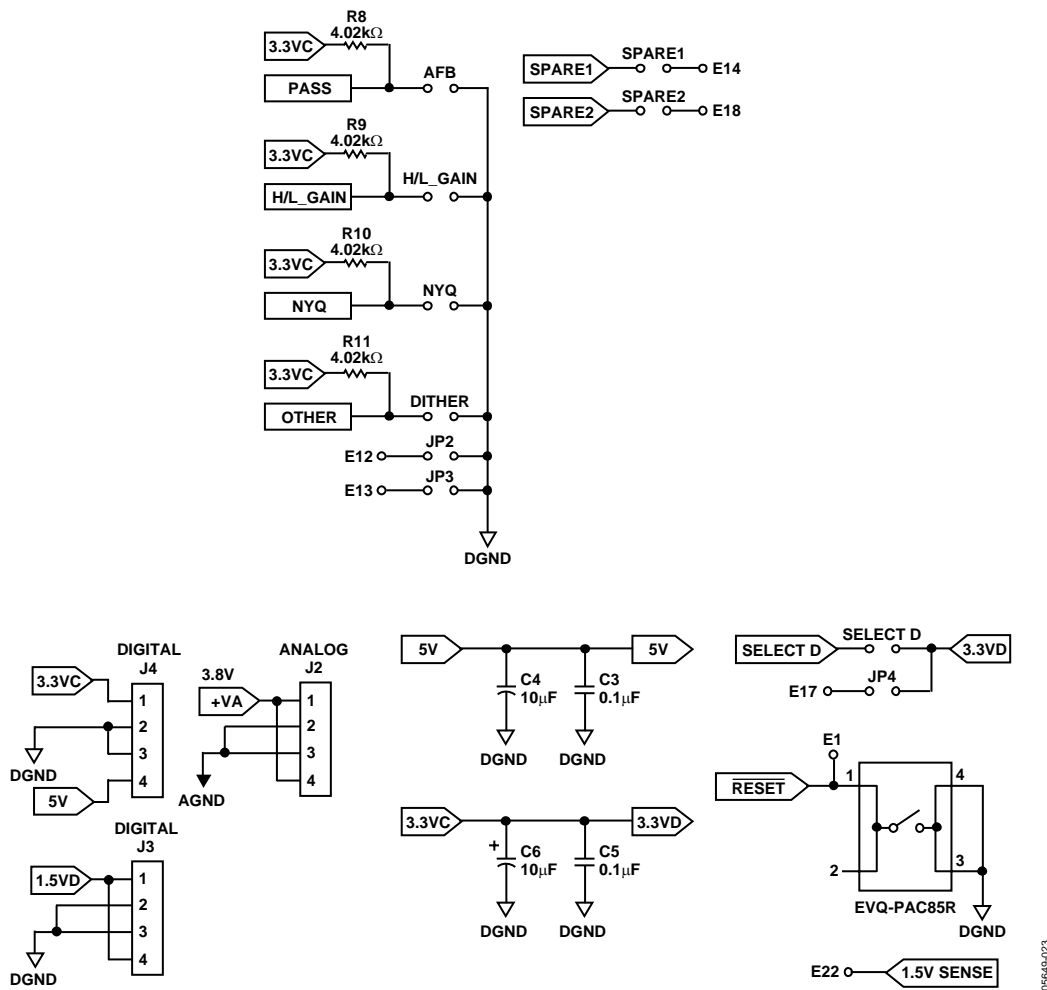 R8
4.02kΩ
3.3VC
PASS
AFB
R9
4.02kΩ
3.3VC
H/L_GAIN
H/L_GAIN
R10
4.02kΩ
3.3VC
NYQ
NYQ
R11
4.02kΩ
3.3VC
OTHER
DITHER
E12
JP2
E13
JP3
DGND
SPARE1
SPARE1
E14
SPARE2
SPARE2
E18
DIGITAL
J4
3.3VC
1
2
3
4
DGND
5V
ANALOG
J2
3.8V
+VA
1
2
3
4
AGND
DIGITAL
J3
1.5VD
1
2
3
4
DGND
5V
5V
C4
10μF
C3
0.1μF
DGND
DGND
3.3VC
3.3VD
+
C6
10μF
C5
0.1μF
DGND
DGND
SELECT D
SELECT D
3.3VD
E17
JP4
E1
RESET
1
4
2
3
EVQ-PAC85R
DGND
E22
1.5V SENSE
05649-023